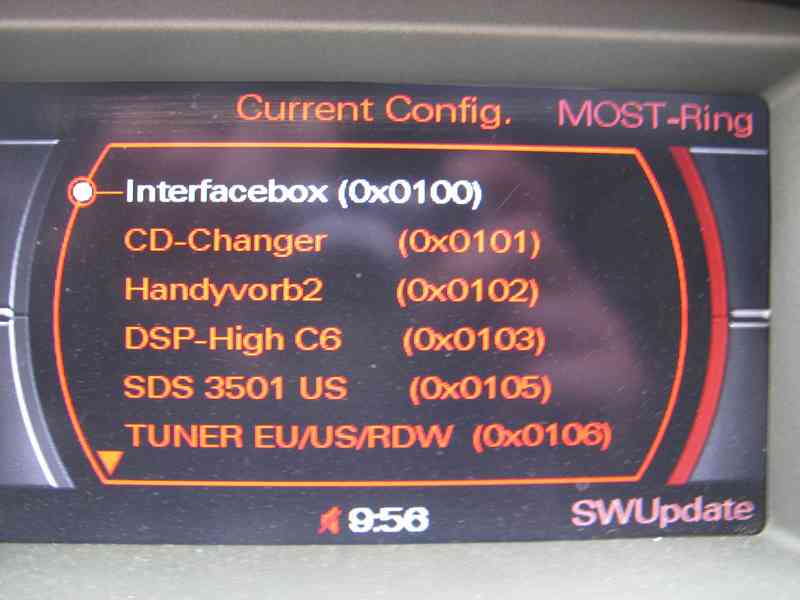 Current Config. MOST-Ring
Interfacebox (0x0100)
CD-Changer (0x0101)
Handyvorb2 (0x0102)
DSP-High C6 (0x0103)
SDS 3501 US (0x0105)
TUNER EU/US/RDW (0x0106)
9:56 SWUpdate